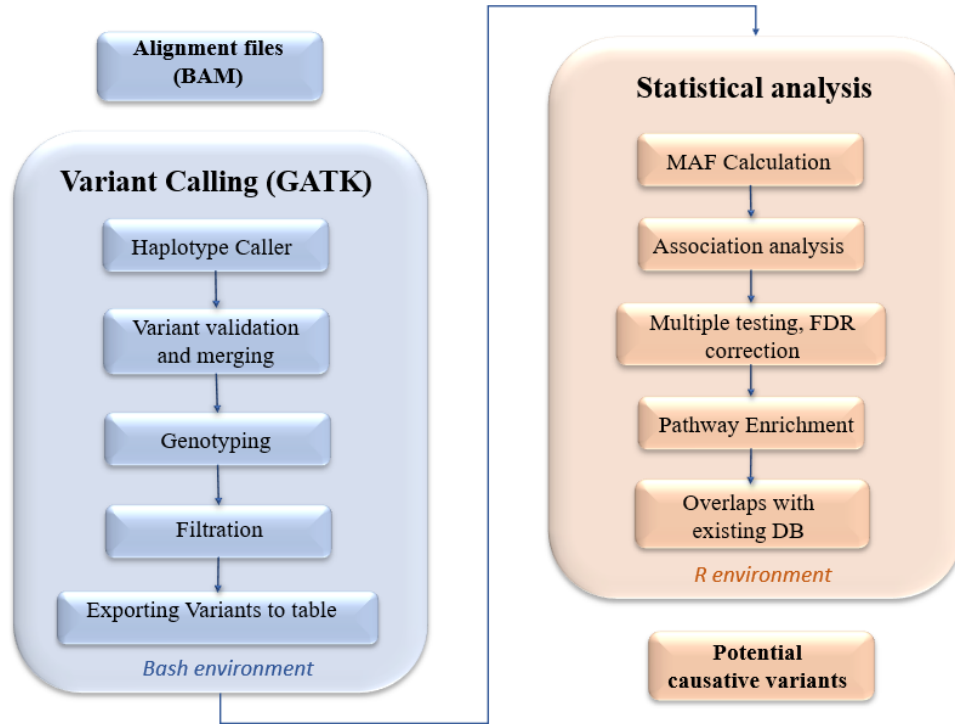 Alignment files
(BAM)
Variant Calling (GATK)
Haplotype Caller
Variant validation
and merging
Genotyping
Filtration
Exporting Variants to table
Bash environment
Statistical analysis
MAF Calculation
Association analysis
Multiple testing, FDR
correction
Pathway Enrichment
Overlaps with
existing DB
R environment
Potential
causative variants